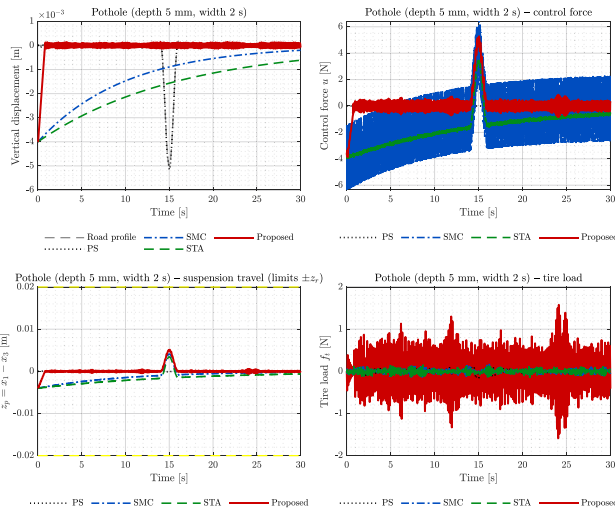 Pothole (depth 5 mm, width 2 s)
×10⁻³
1
0
-1
-2
-3
-4
-5
-6
0 5 10 15 20 25 30
Vertical displacement [m]
Time [s]
Road profile SMC Proposed
PS STA
Pothole (depth 5 mm, width 2 s) – control force
6
4
2
0
-2
-4
-6
0 5 10 15 20 25 30
Control force u [N]
Time [s]
PS SMC STA Proposed
Pothole (depth 5 mm, width 2 s) – suspension travel (limits ±z_r)
0.02
0.01
0
-0.01
-0.02
0 5 10 15 20 25 30
z_p = x_1 − x_3 [m]
Time [s]
PS SMC STA Proposed
Pothole (depth 5 mm, width 2 s) – tire load
2
1
0
-1
-2
0 5 10 15 20 25 30
Tire load f_t [N]
Time [s]
PS SMC STA Proposed